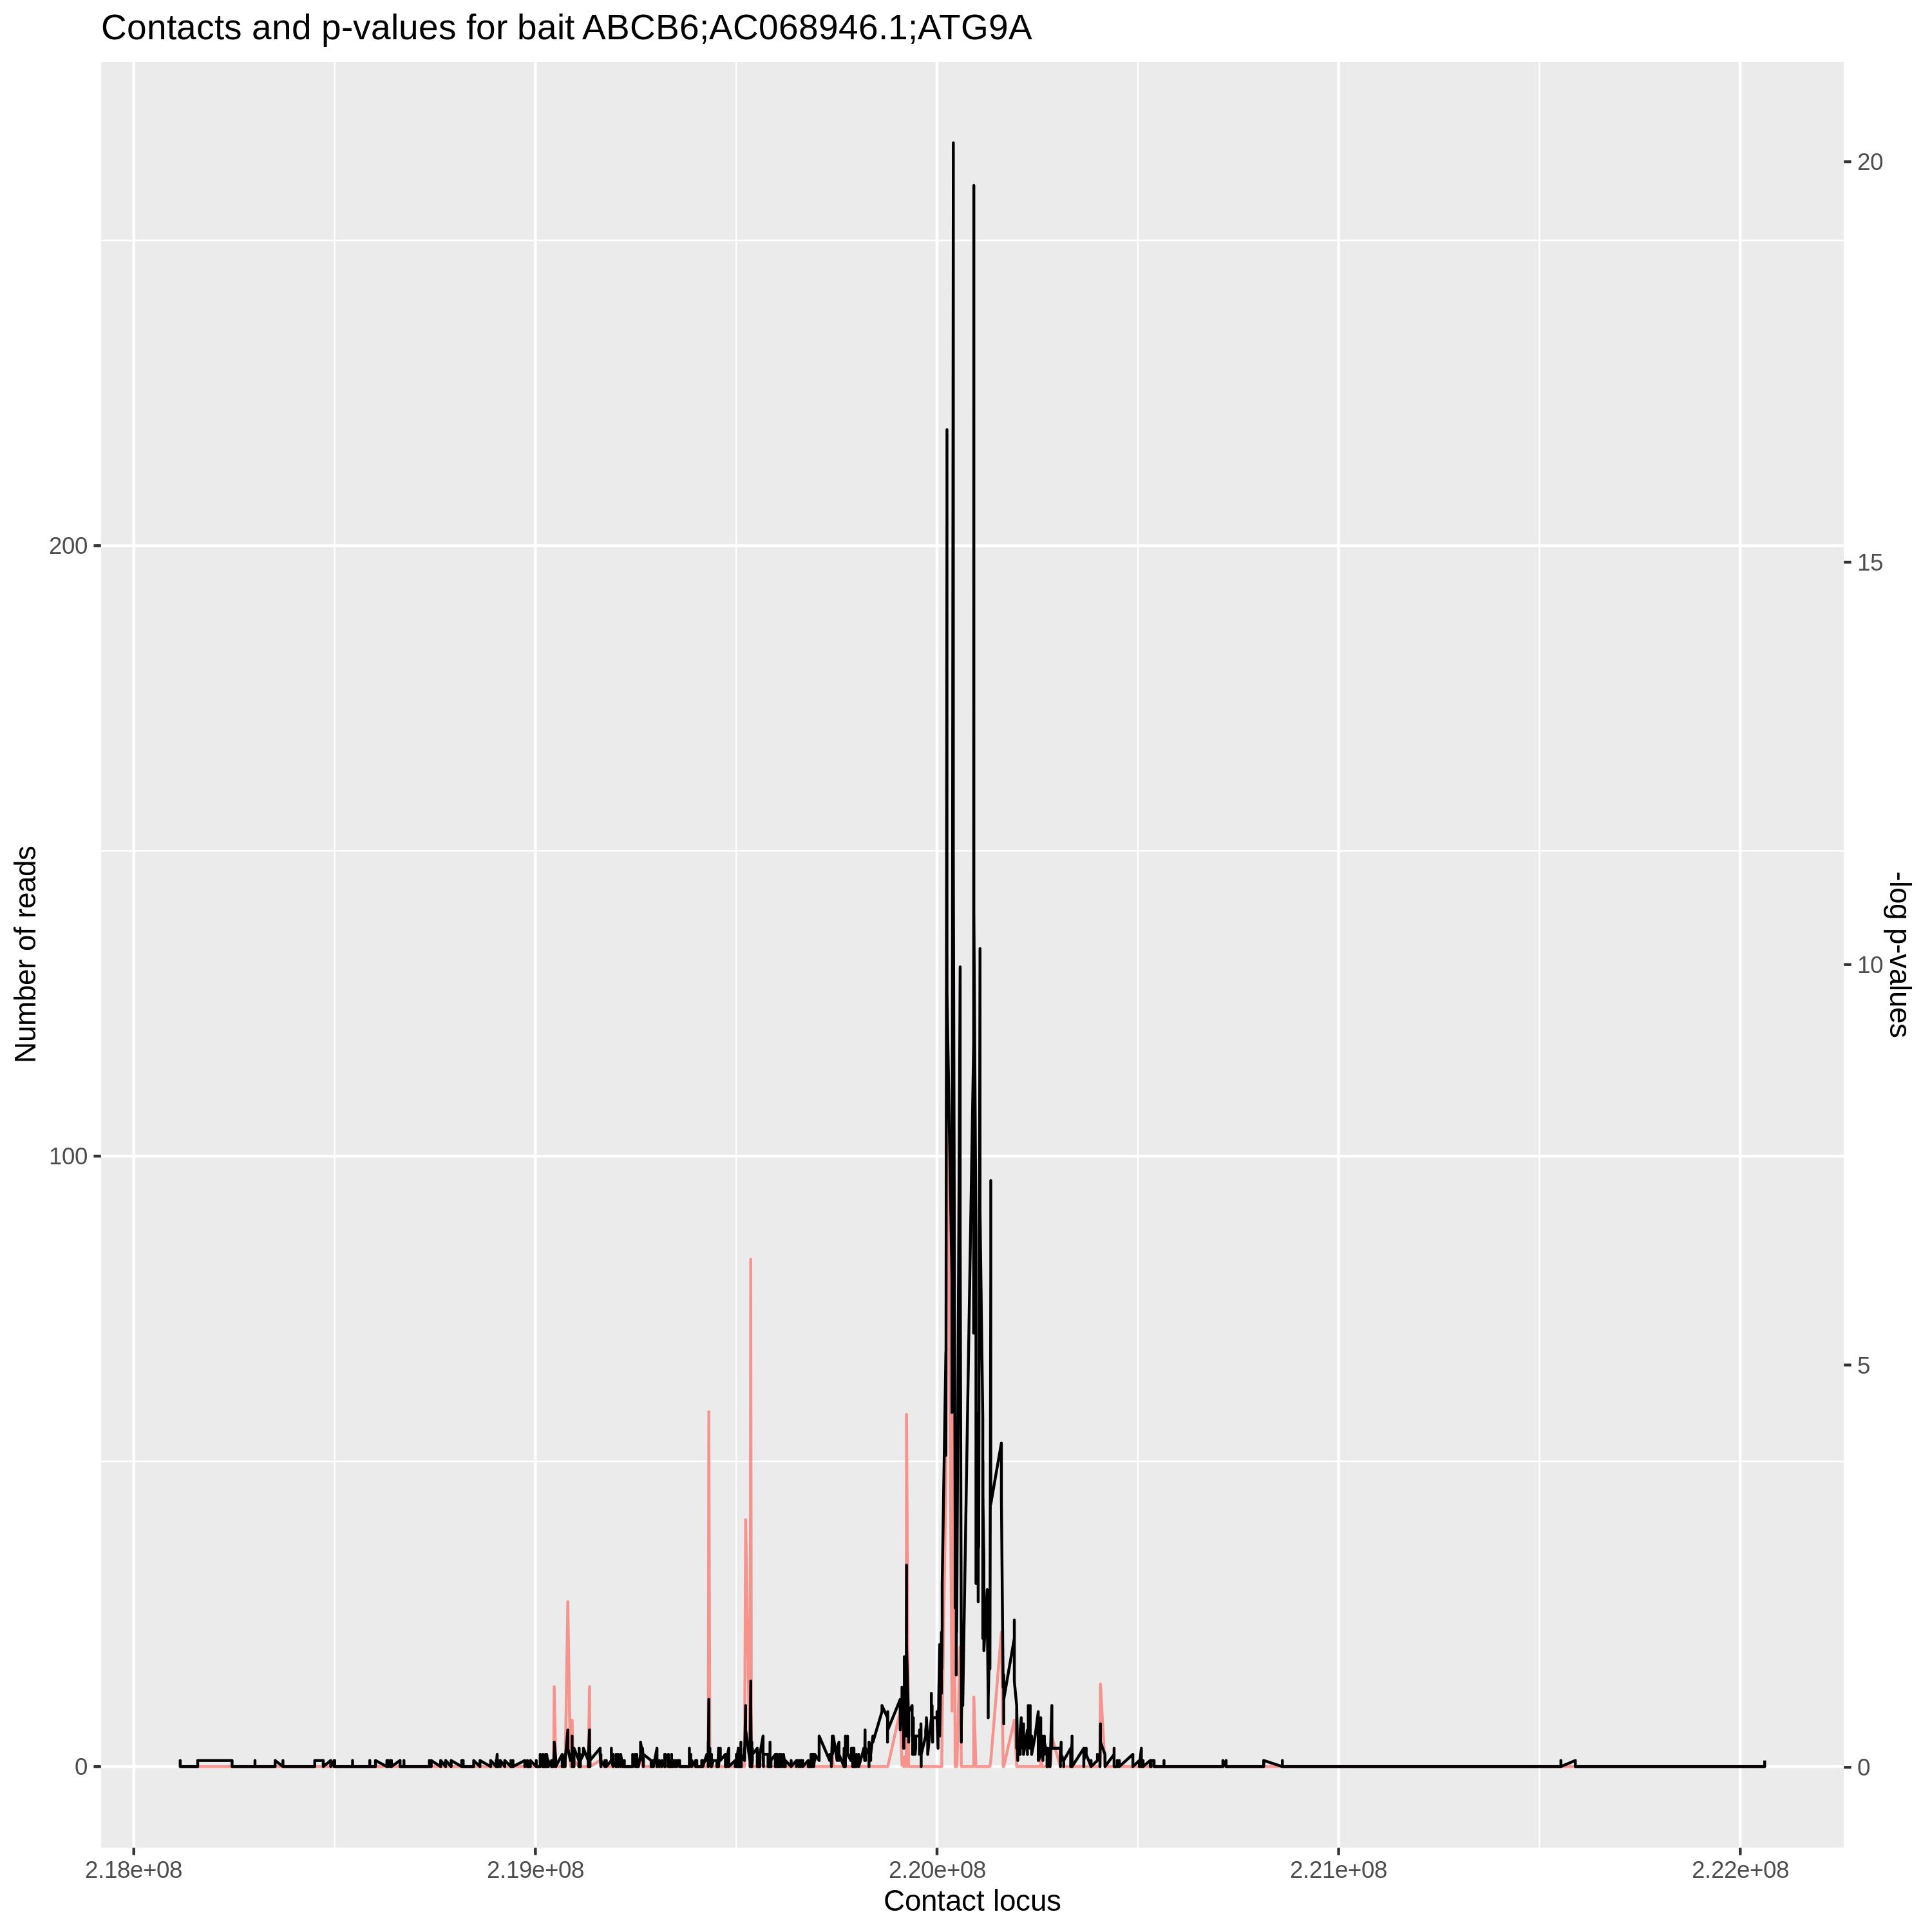 Contacts and p-values for bait ABCB6;AC068946.1;ATG9A
Number of reads
200
100
0
20
15
10
5
0
-log p-values
2.18e+08
2.19e+08
2.20e+08
2.21e+08
2.22e+08
Contact locus